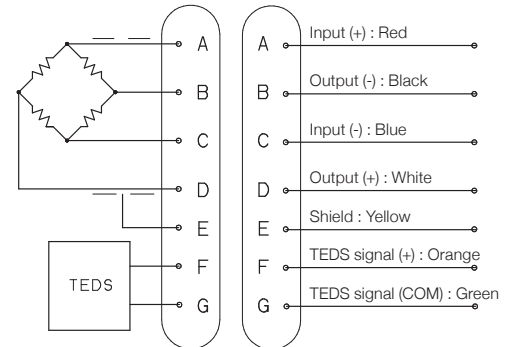 A A Input (+) : Red
B B Output (-) : Black
C C Input (-) : Blue
D D Output (+) : White
E E Shield : Yellow
F F TEDS signal (+) : Orange
TEDS
G G TEDS signal (COM) : Green